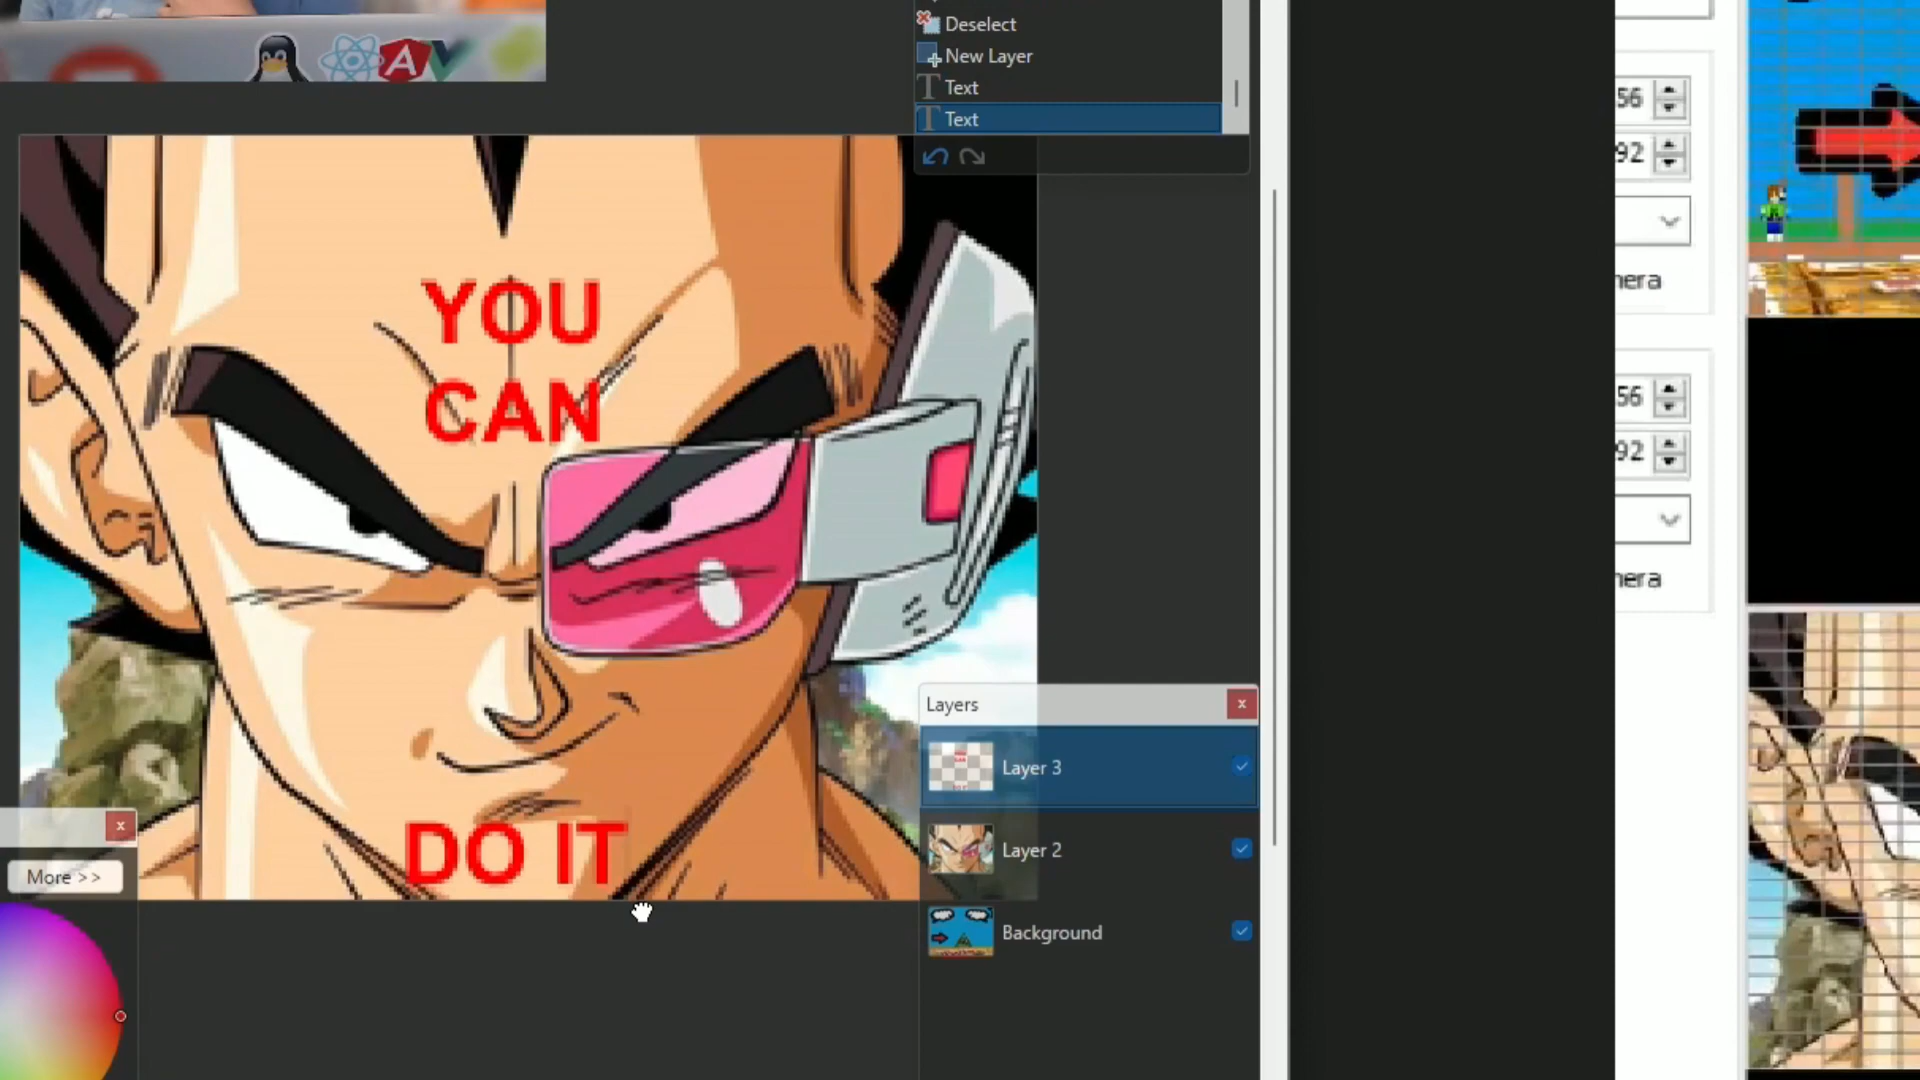 Deselect
New Layer
Text
Text
YOU
CAN
DO IT
Layers
Layer 3
Layer 2
Background
More >>
56
92
nera
56
92
nera
A